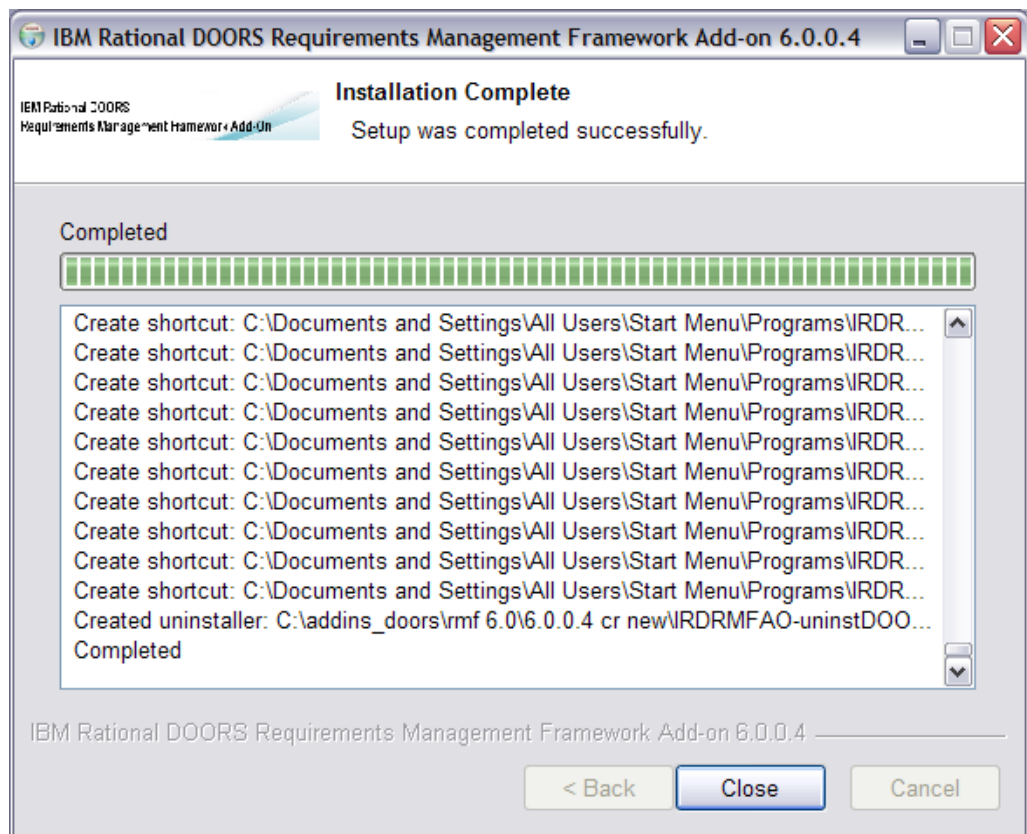 IBM Rational DOORS Requirements Management Framework Add-on 6.0.0.4
IBM Rational DOORS
Requirements Management Framework Add-On
Installation Complete
Setup was completed successfully.
Completed
Create shortcut: C:\Documents and Settings\All Users\Start Menu\Programs\IRDR...
Create shortcut: C:\Documents and Settings\All Users\Start Menu\Programs\IRDR...
Create shortcut: C:\Documents and Settings\All Users\Start Menu\Programs\IRDR...
Create shortcut: C:\Documents and Settings\All Users\Start Menu\Programs\IRDR...
Create shortcut: C:\Documents and Settings\All Users\Start Menu\Programs\IRDR...
Create shortcut: C:\Documents and Settings\All Users\Start Menu\Programs\IRDR...
Create shortcut: C:\Documents and Settings\All Users\Start Menu\Programs\IRDR...
Create shortcut: C:\Documents and Settings\All Users\Start Menu\Programs\IRDR...
Create shortcut: C:\Documents and Settings\All Users\Start Menu\Programs\IRDR...
Create shortcut: C:\Documents and Settings\All Users\Start Menu\Programs\IRDR...
Created uninstaller: C:\addins_doors\rmf 6.0\6.0.0.4 cr new\IRDRMFAO-uninstDOO...
Completed
IBM Rational DOORS Requirements Management Framework Add-on 6.0.0.4
< Back
Close
Cancel